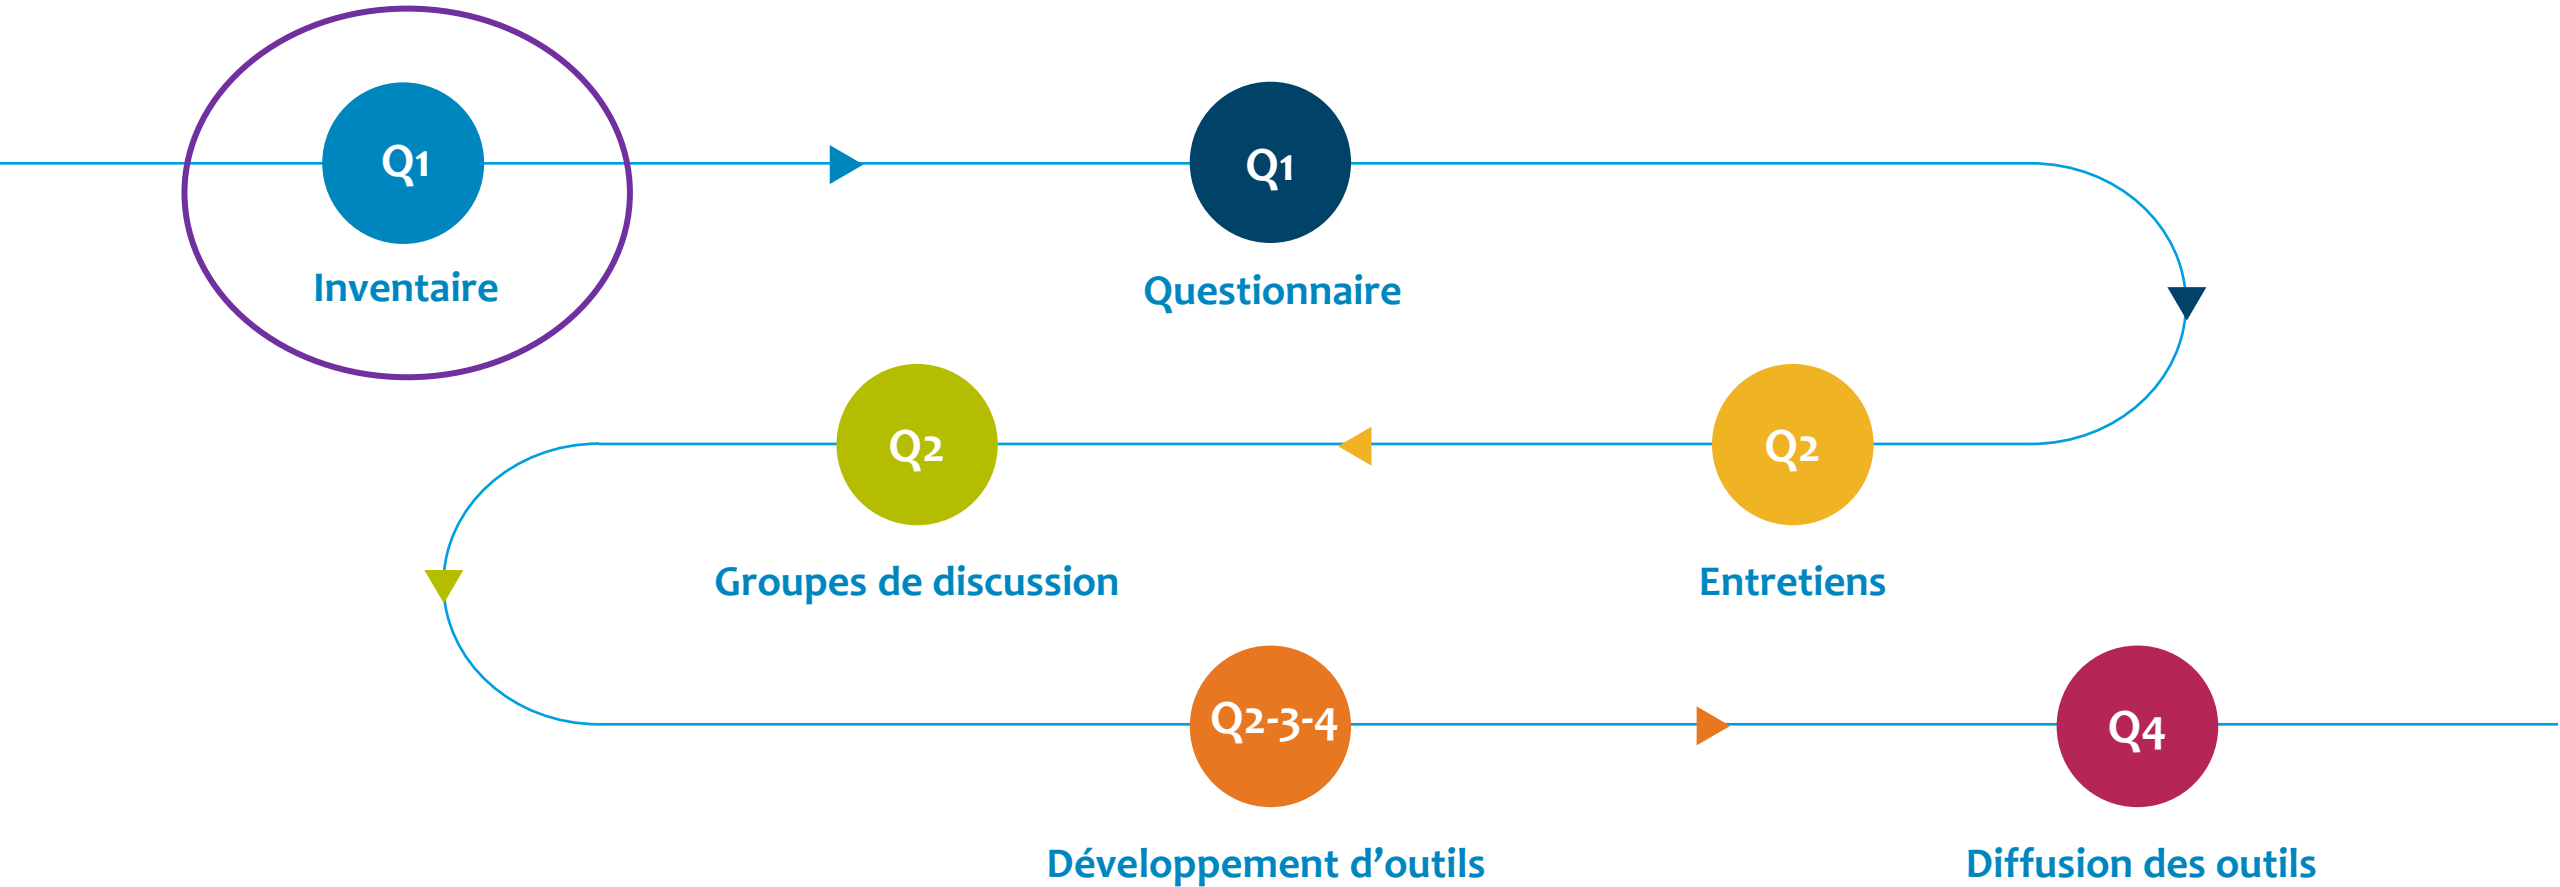 Q1
Inventaire
Q1
Questionnaire
Q2
Groupes de discussion
Q2
Entretiens
Q2-3-4
Développement d’outils
Q4
Diffusion des outils